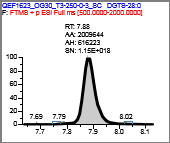 QEF1623_OG30_T3-250-0-3_8C DGTS-28:0
F: FTMS + p ESI Full ms [500.0000-2000.0000]
RT: 7.88
AA: 2009644
AH: 616223
SN: 1.15E+018
100
80
60
40
20
0
7.69 7.79 8.02
7.7 7.8 7.9 8.0 8.1